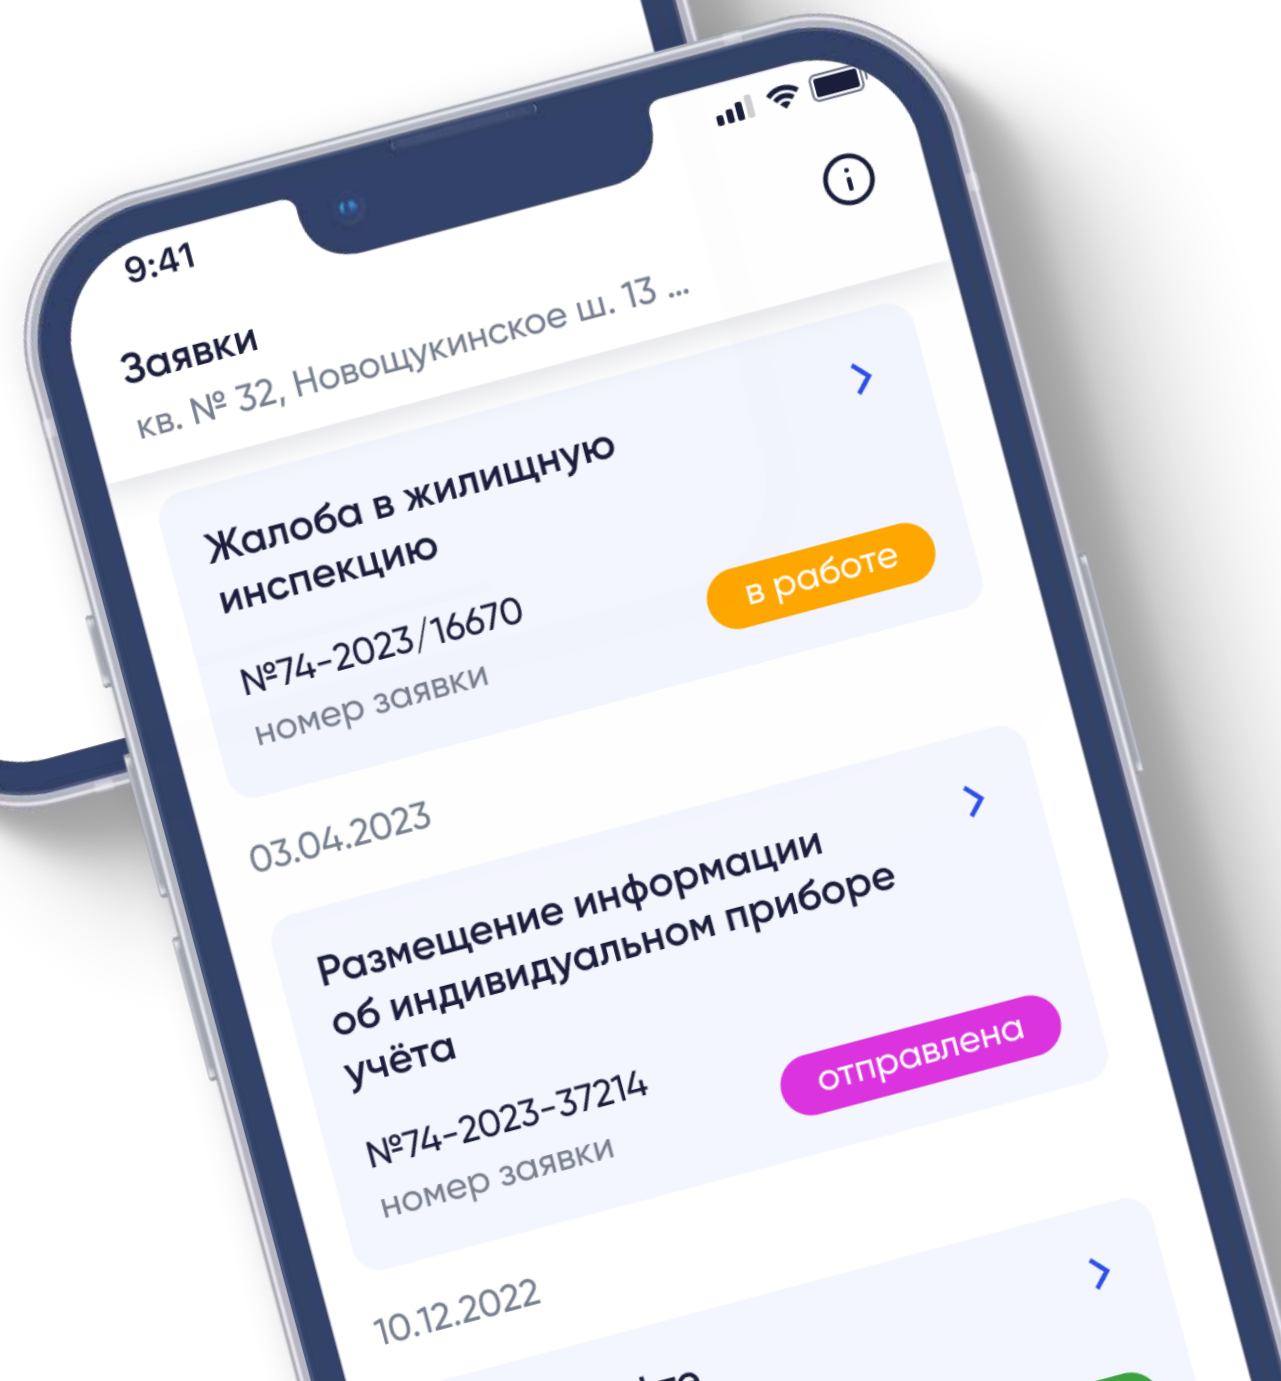 9:41
Заявки
кв. № 32, Новощукинское ш. 13 ...
Жалоба в жилищную
инспекцию
№74-2023/16670
номер заявки
в работе
03.04.2023
Размещение информации
об индивидуальном приборе
учёта
№74-2023-37214
номер заявки
отправлена
10.12.2022